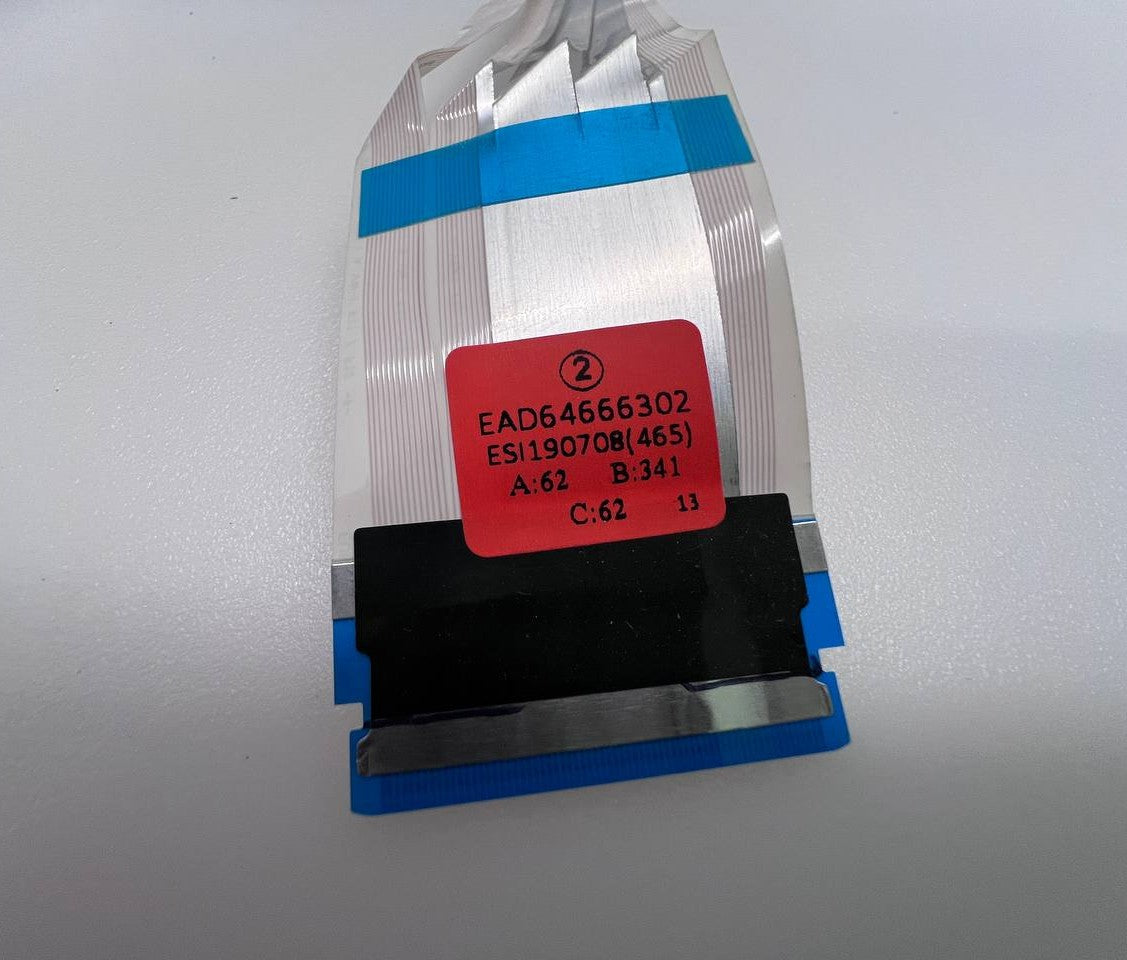 ②
EAD64666302
ESI190708(465)
A:62 B:341
C:62 13